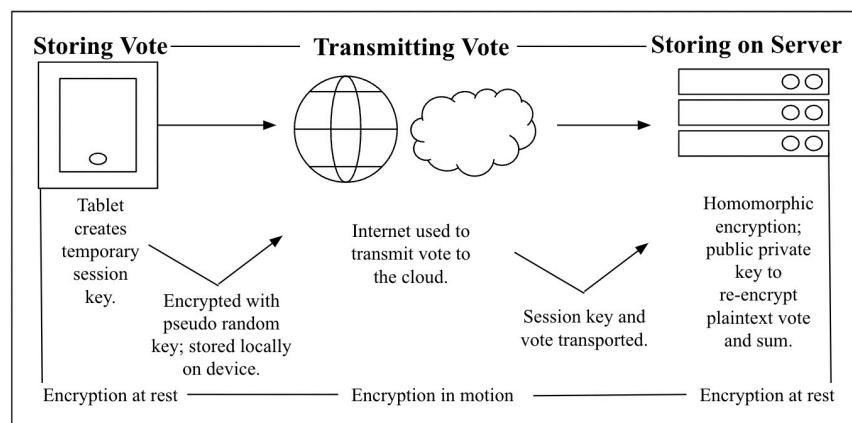 Storing Vote
Transmitting Vote
Storing on Server
Tablet
creates
temporary
session
key.
Encrypted with
pseudo random
key; stored locally
on device.
Internet used to
transmit vote to
the cloud.
Session key and
vote transported.
Homomorphic
encryption;
public private
key to
re-encrypt
plaintext vote
and sum.
Encryption at rest
Encryption in motion
Encryption at rest